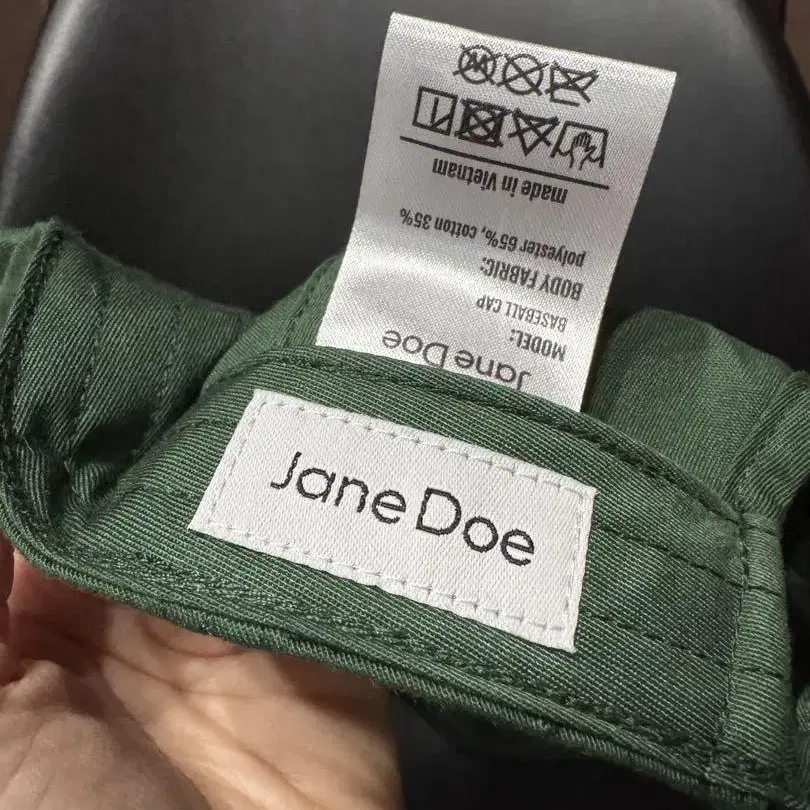 Jane Doe
Jane Doe
MODEL:
BASEBALL CAP
BODY FABRIC:
polyester 65%, cotton 35%
made in Vietnam